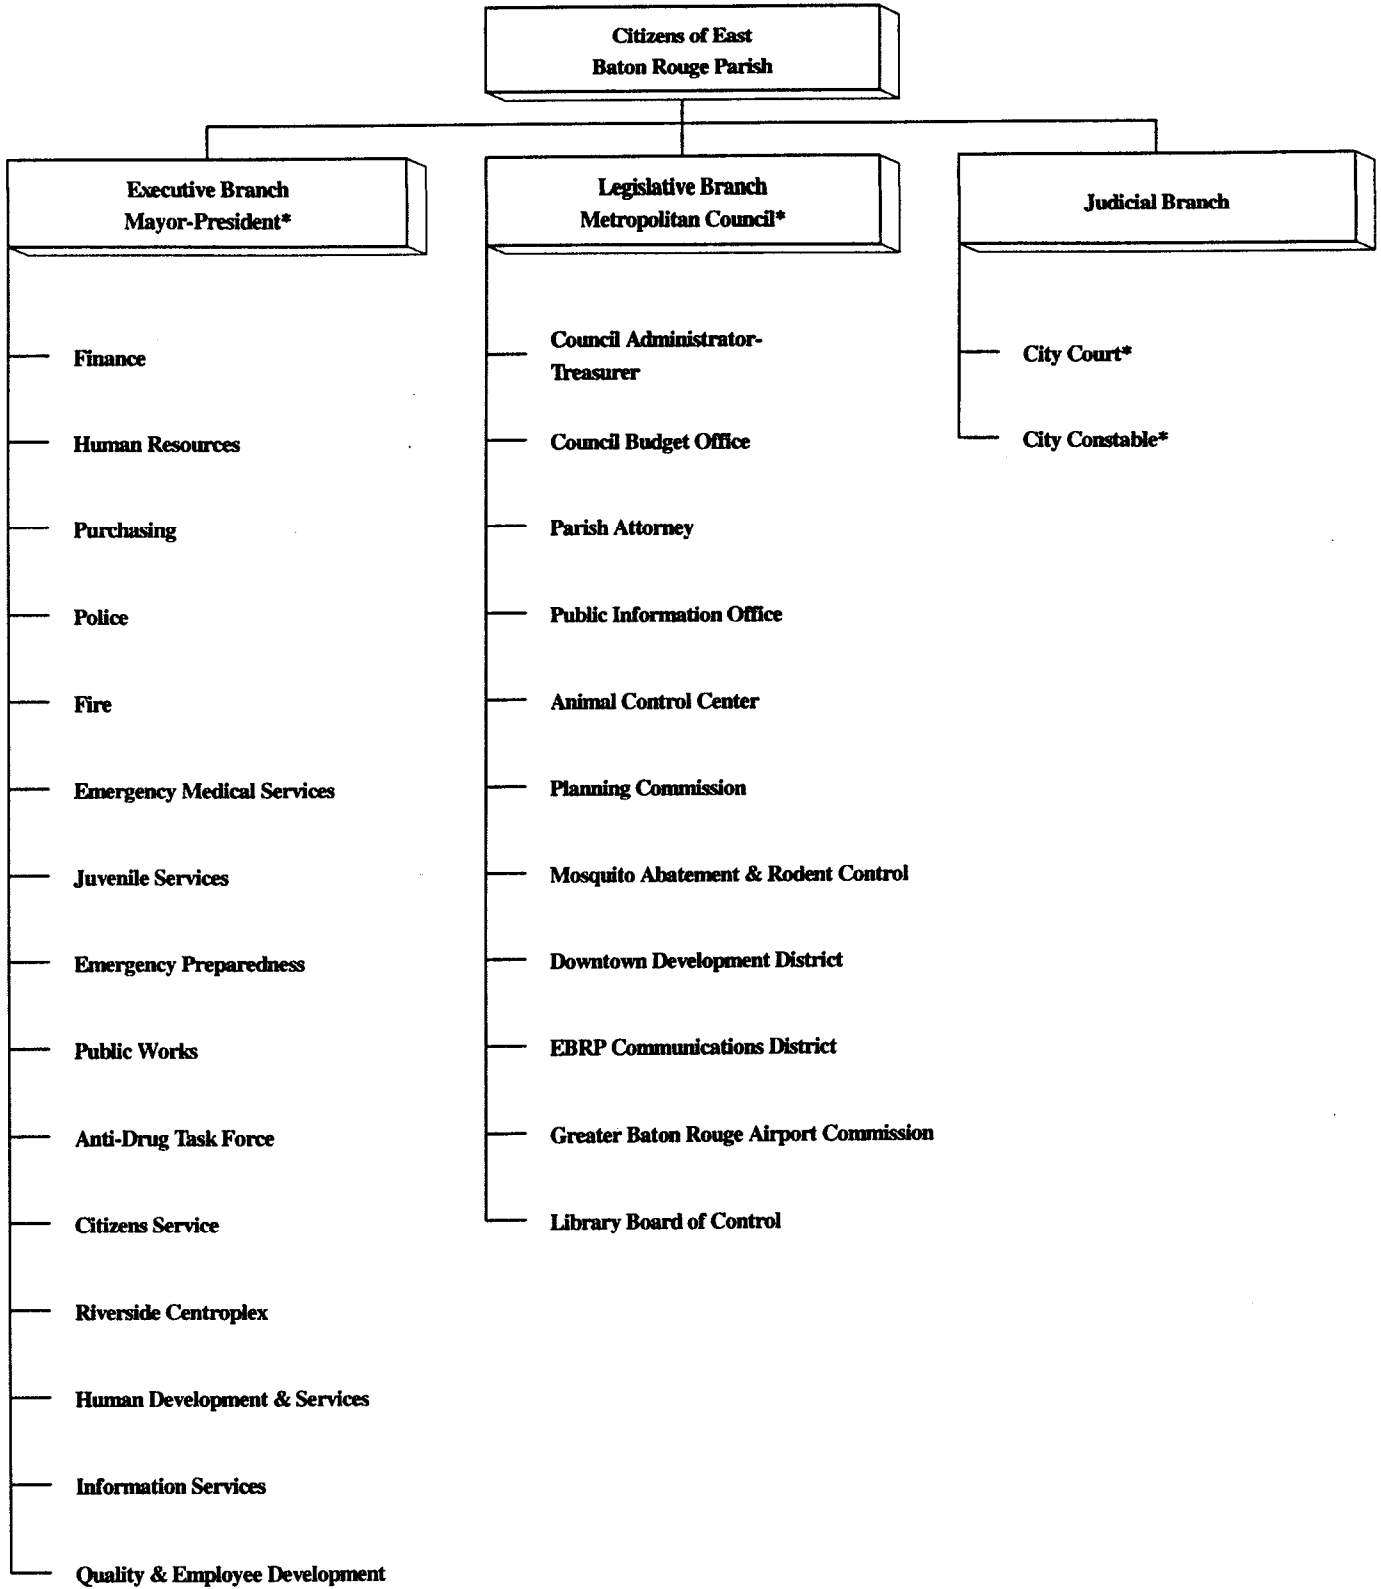 Citizens of East
Baton Rouge Parish
Executive Branch
Mayor-President*
Legislative Branch
Metropolitan Council*
Judicial Branch
Finance
Human Resources
Purchasing
Police
Fire
Emergency Medical Services
Juvenile Services
Emergency Preparedness
Public Works
Anti-Drug Task Force
Citizens Service
Riverside Centroplex
Human Development & Services
Information Services
Quality & Employee Development
Council Administrator-
Treasurer
Council Budget Office
Parish Attorney
Public Information Office
Animal Control Center
Planning Commission
Mosquito Abatement & Rodent Control
Downtown Development District
EBRP Communications District
Greater Baton Rouge Airport Commission
Library Board of Control
City Court*
City Constable*